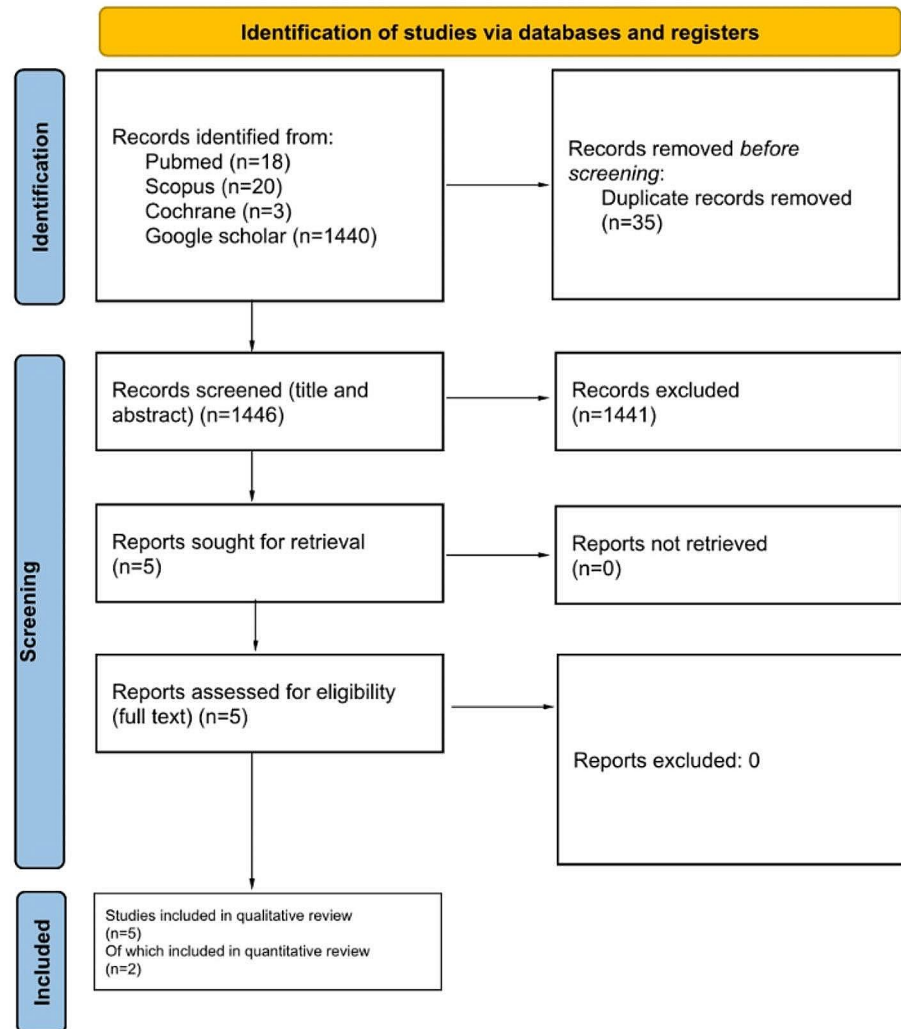 Identification of studies via databases and registers
Identification
Records identified from:
Pubmed (n=18)
Scopus (n=20)
Cochrane (n=3)
Google scholar (n=1440)
Records removed before
screening:
Duplicate records removed
(n=35)
Screening
Records screened (title and
abstract) (n=1446)
Records excluded
(n=1441)
Reports sought for retrieval
(n=5)
Reports not retrieved
(n=0)
Reports assessed for eligibility
(full text) (n=5)
Reports excluded: 0
Included
Studies included in qualitative review
(n=5)
Of which included in quantitative review
(n=2)